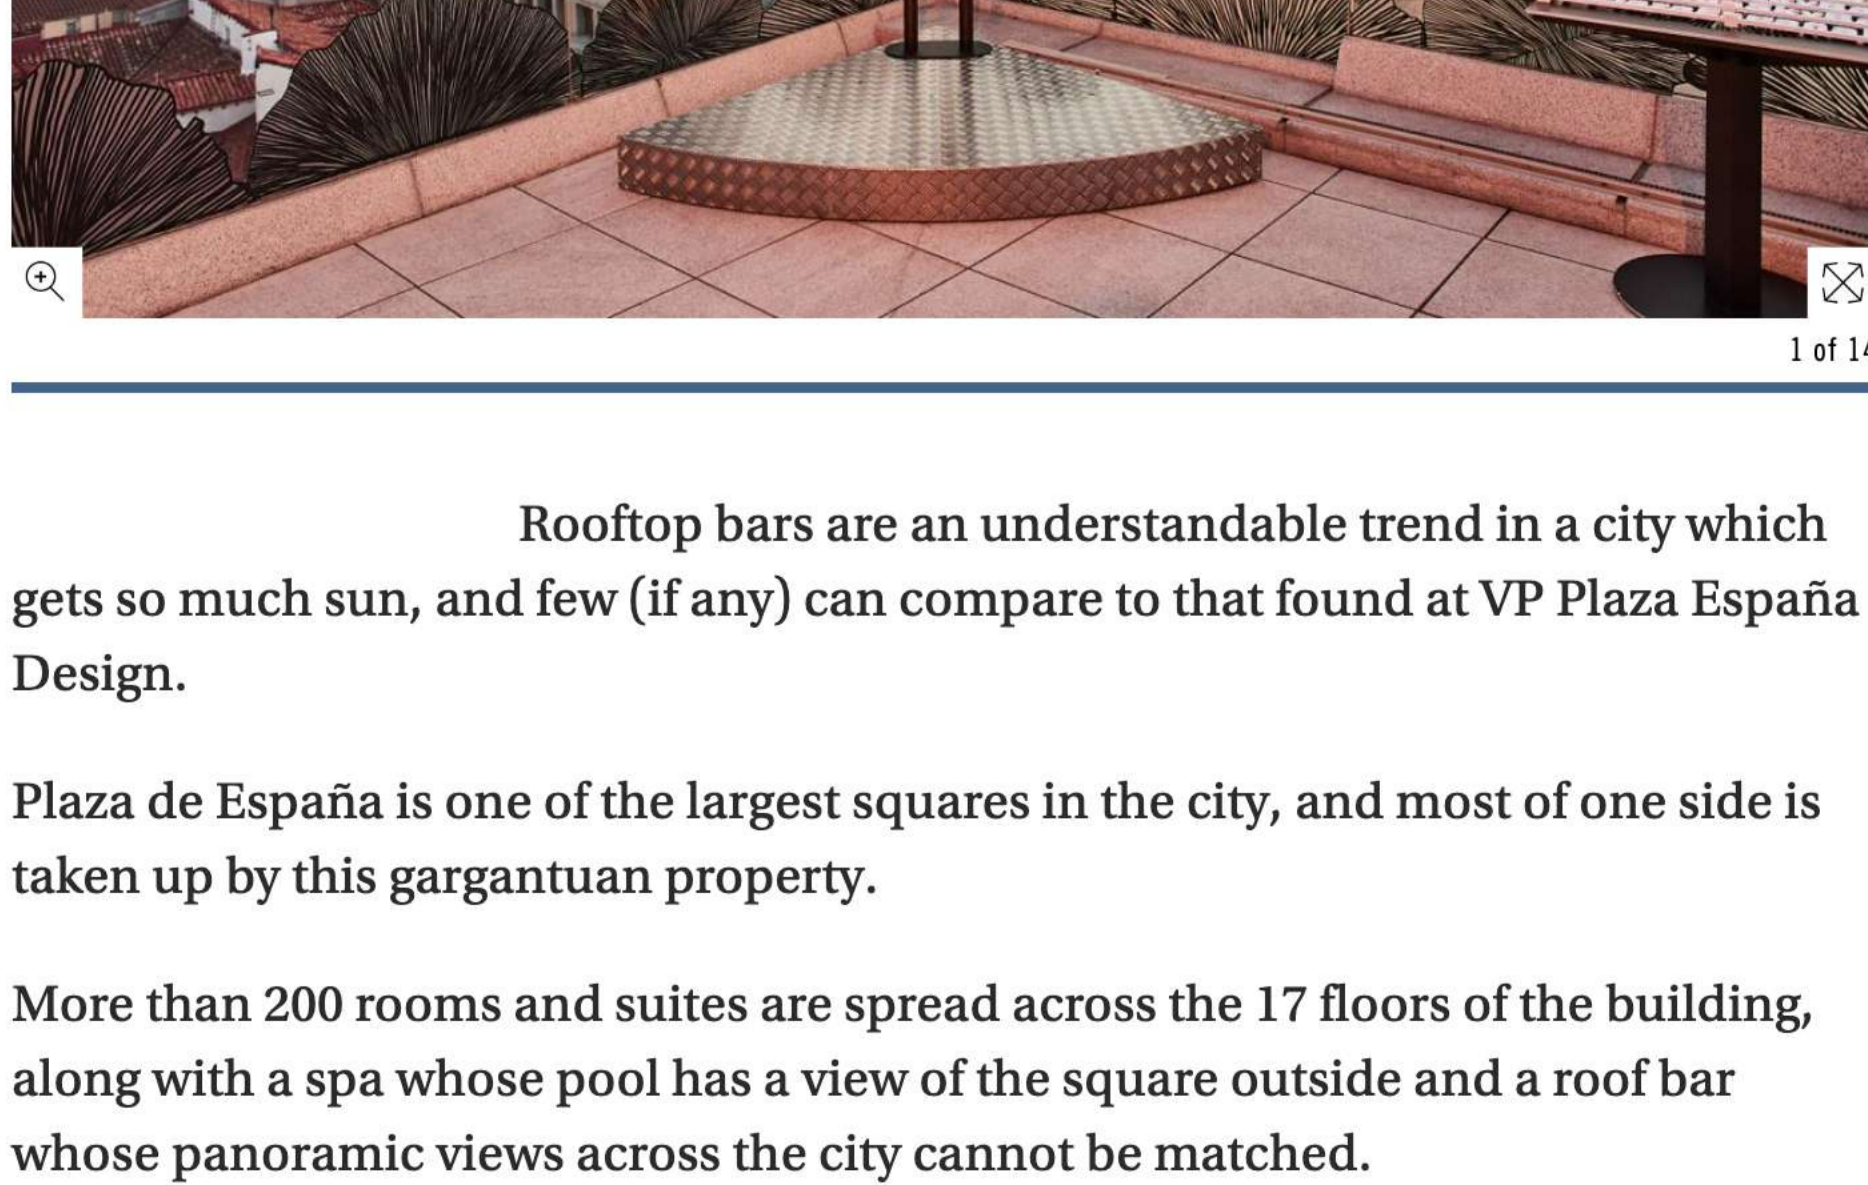 1 of 14
Rooftop bars are an understandable trend in a city which
gets so much sun, and few (if any) can compare to that found at VP Plaza España
Design.
Plaza de España is one of the largest squares in the city, and most of one side is
taken up by this gargantuan property.
More than 200 rooms and suites are spread across the 17 floors of the building,
along with a spa whose pool has a view of the square outside and a roof bar
whose panoramic views across the city cannot be matched.